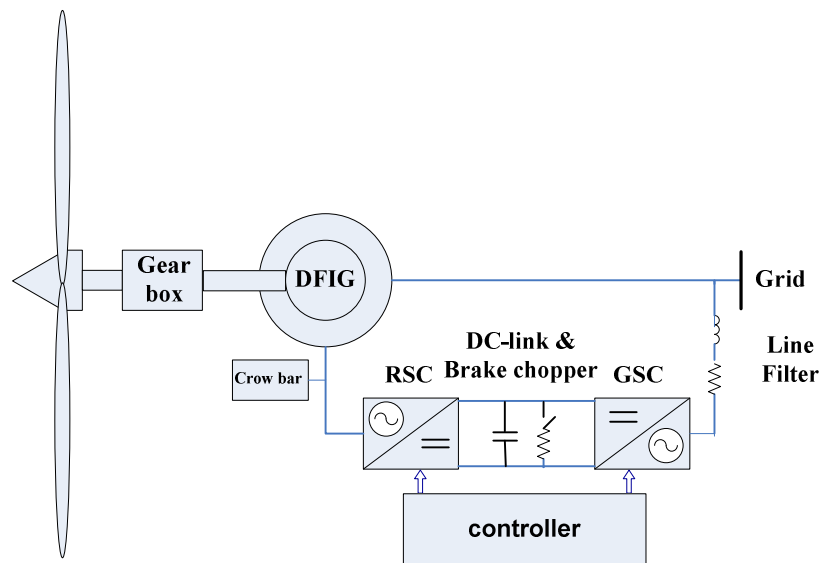 Gear
box
DFIG
Grid
Crow bar
RSC
DC-link &
Brake chopper
GSC
Line
Filter
controller